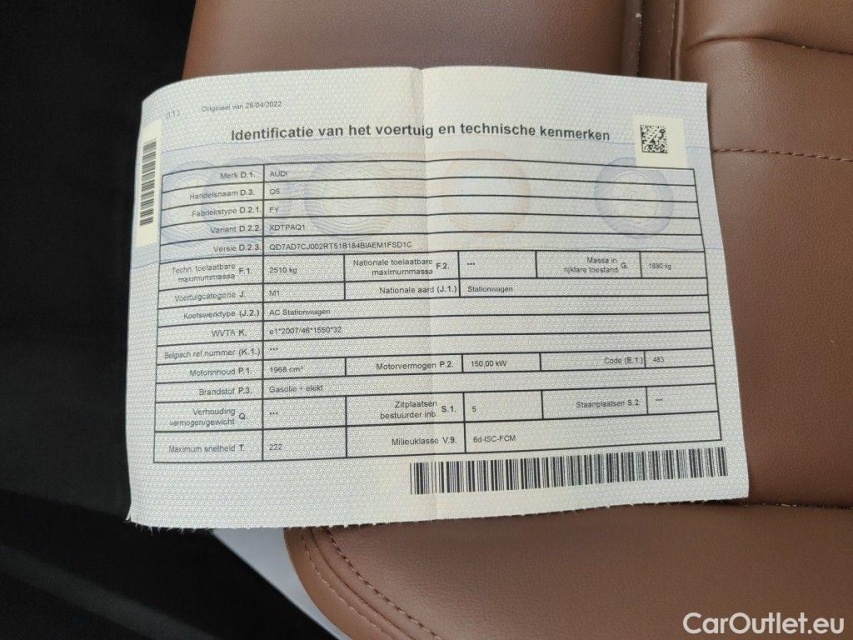 (I.1.) Origineel van 28/04/2022
Identificatie van het voertuig en technische kenmerken
Merk D.1. AUDI
Handelsnaam D.3. Q5
Fabriekstype D.2.1. FY
Variant D.2.2. XDTPAQ1
Versie D.2.3. QD7AD7CJ002RT51B184BIAEM1FSD1C
Techn. toelaatbare maximummassa F.1. 2510 kg Nationale toelaatbare maximummassa F.2. --- Massa in rijklare toestand G. 1880 kg
Voertuigcategorie J. M1 Nationale aard (J.1.) Stationwagen
Koetswerktype (J.2.) AC Stationwagen
WVTA K. e1*2007/46*1550*32
Belgisch ref.nummer (K.1.) ---
Motorinhoud P.1. 1968 cm³ Motorvermogen P.2. 150,00 kW Code (E.1.) 483
Brandstof P.3. Gasolie + elekt
Verhouding vermogen/gewicht Q. --- Zitplaatsen bestuurder inb. S.1. 5 Staanplaatsen S.2. ---
Maximum snelheid T. 222 Milieuklasse V.9. 6d-ISC-FCM
CarOutlet.eu